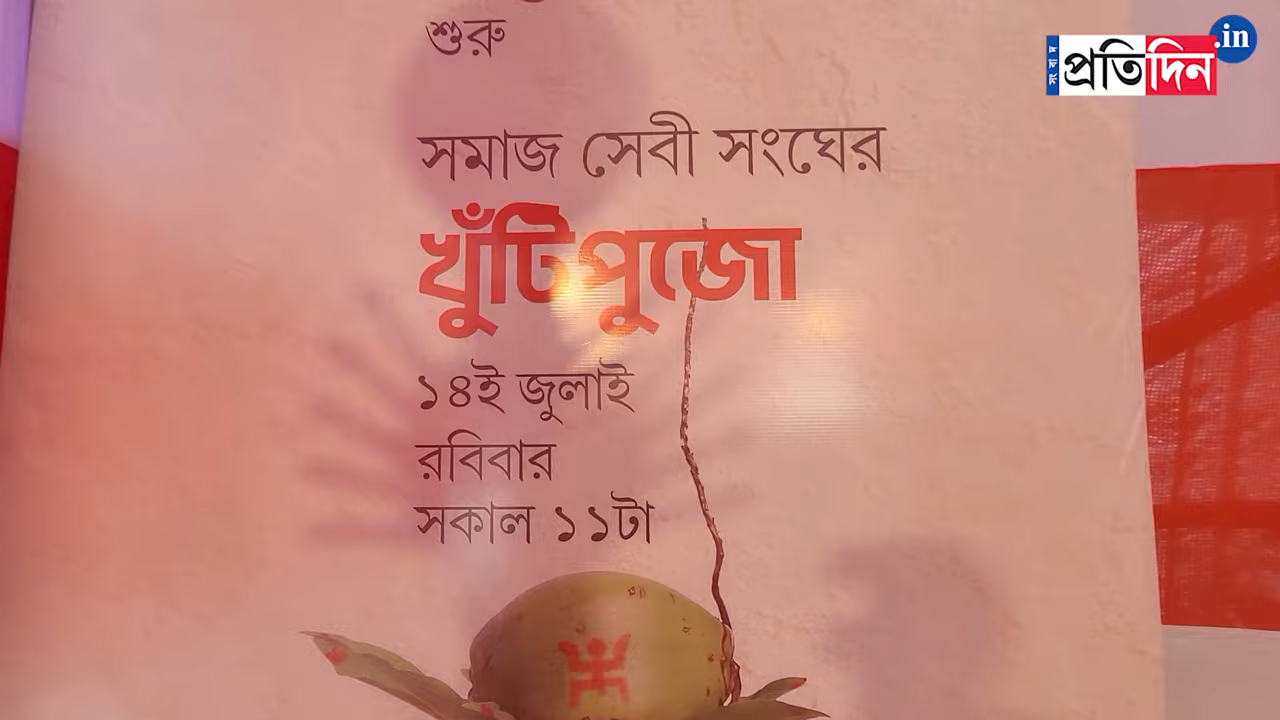 শুরু
সমাজ সেবী সংঘের
খুঁটিপুজো
১৪ই জুলাই
রবিবার
সকাল ১১টা
সংবাদ প্রতিদিন.in